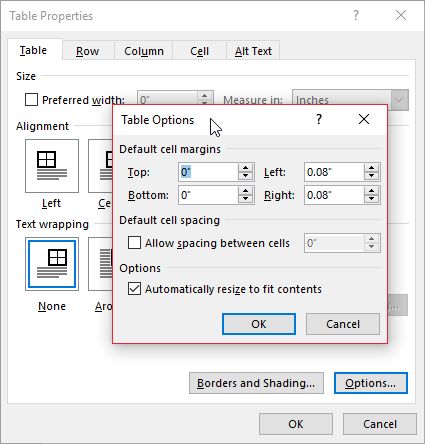 Table Properties ? ×
Table Row Column Cell Alt Text
Size
Preferred width: 0" Measure in: Inches
Table Options ? ×
Default cell margins
Top: 0" Left: 0.08"
Bottom: 0" Right: 0.08"
Default cell spacing
Allow spacing between cells 0"
Options
Automatically resize to fit contents
OK Cancel
Alignment
Left Ce
Text wrapping
None Aro
Borders and Shading... Options...
OK Cancel